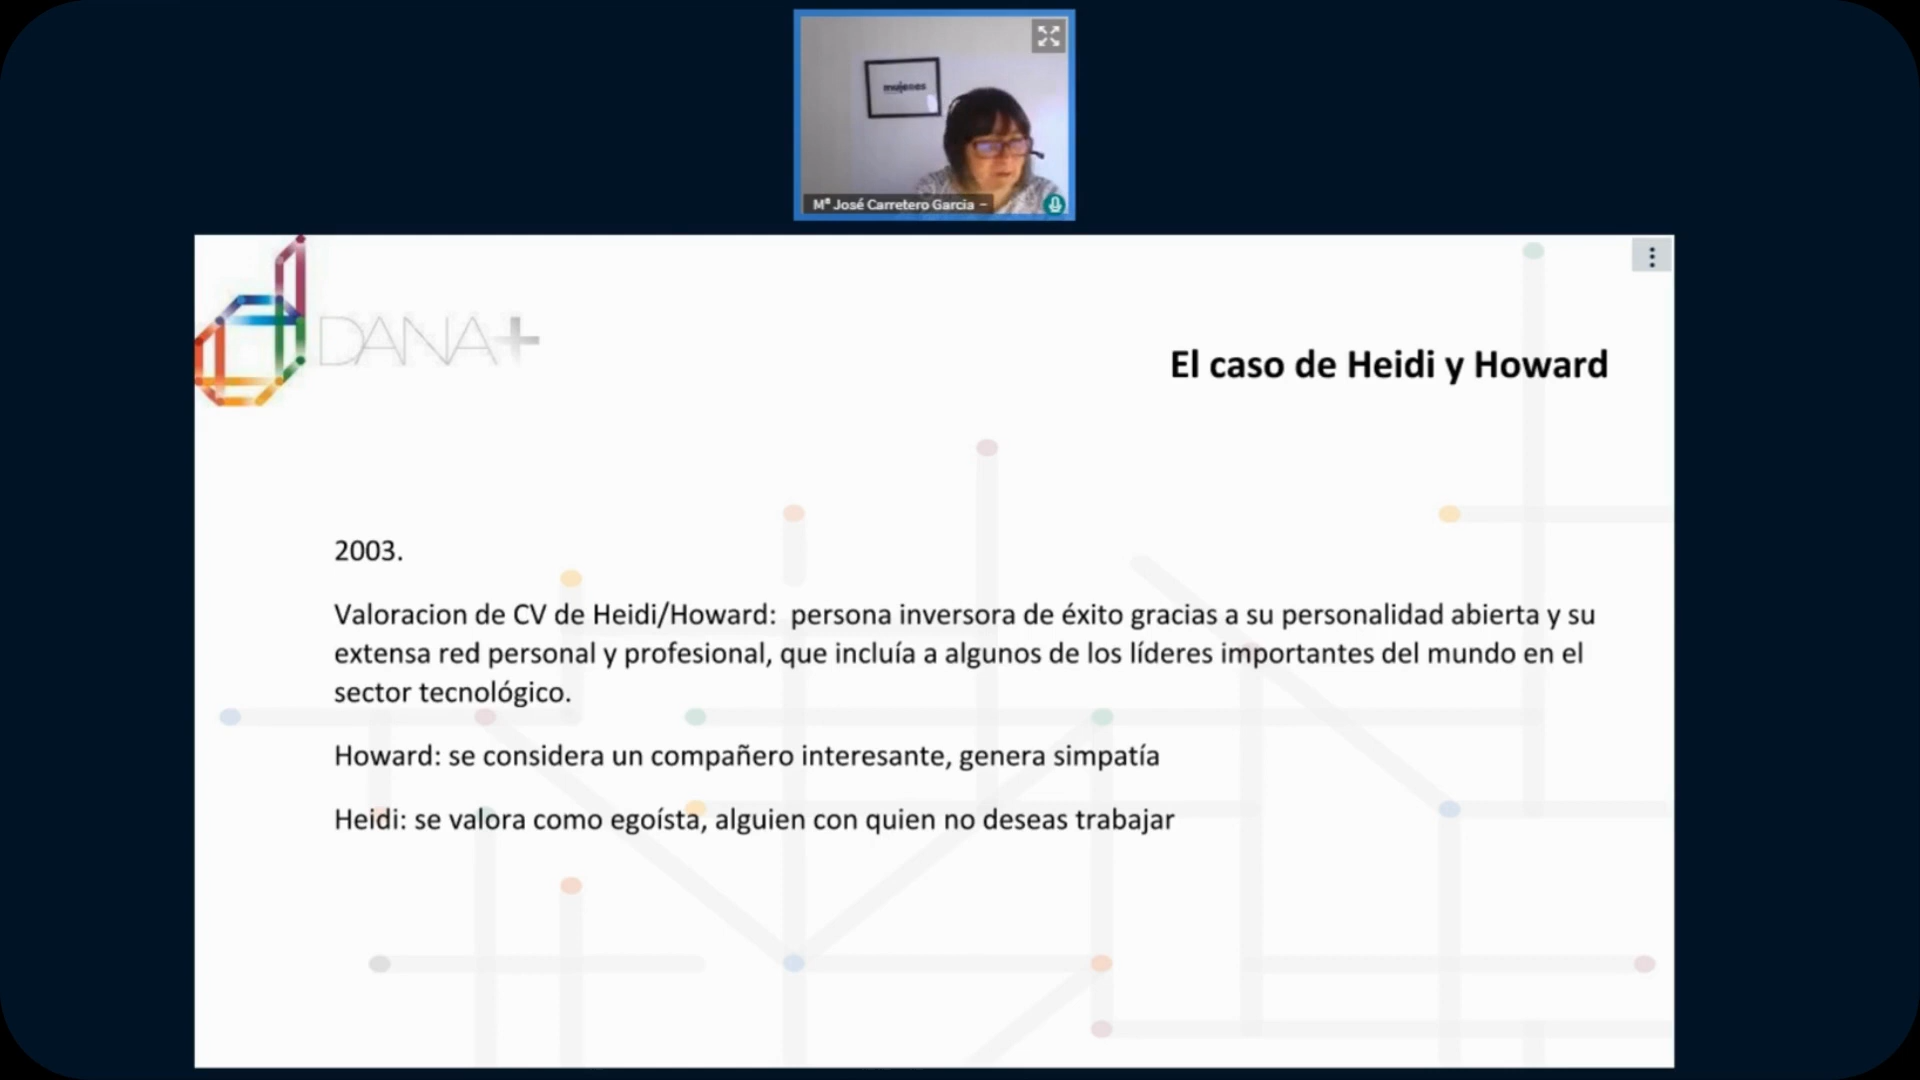 mujeres
Mª José Carretero Garcia
DANA+
El caso de Heidi y Howard
2003.
Valoracion de CV de Heidi/Howard: persona inversora de éxito gracias a su personalidad abierta y su
extensa red personal y profesional, que incluía a algunos de los líderes importantes del mundo en el
sector tecnológico.
Howard: se considera un compañero interesante, genera simpatía
Heidi: se valora como egoísta, alguien con quien no deseas trabajar